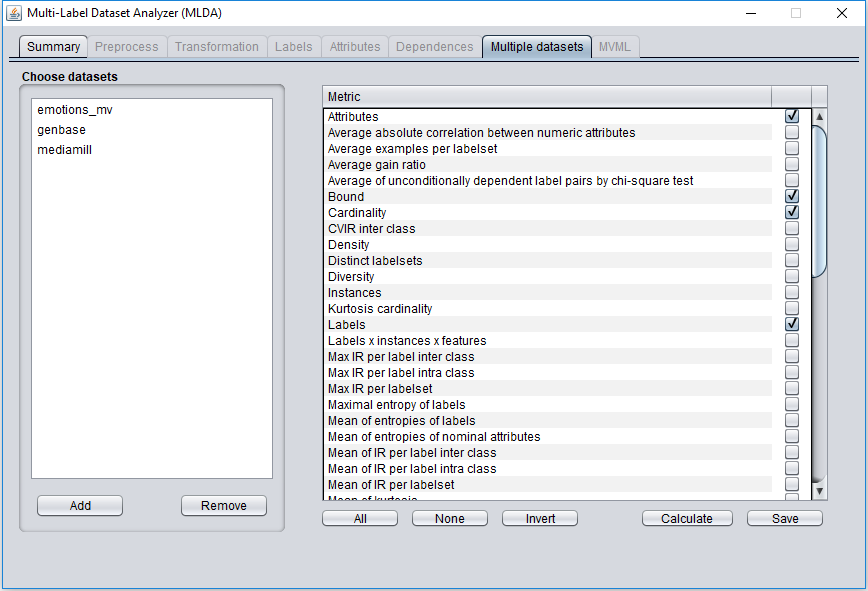 Multi-Label Dataset Analyzer (MLDA)
Summary Preprocess Transformation Labels Attributes Dependences Multiple datasets MVML
Choose datasets
emotions_mv
genbase
mediamill
Add Remove
Metric
Attributes
Average absolute correlation between numeric attributes
Average examples per labelset
Average gain ratio
Average of unconditionally dependent label pairs by chi-square test
Bound
Cardinality
CVIR inter class
Density
Distinct labelsets
Diversity
Instances
Kurtosis cardinality
Labels
Labels x instances x features
Max IR per label inter class
Max IR per label intra class
Max IR per labelset
Maximal entropy of labels
Mean of entropies of labels
Mean of entropies of nominal attributes
Mean of IR per label inter class
Mean of IR per label intra class
Mean of IR per labelset
Mean of kurtosis
All None Invert Calculate Save